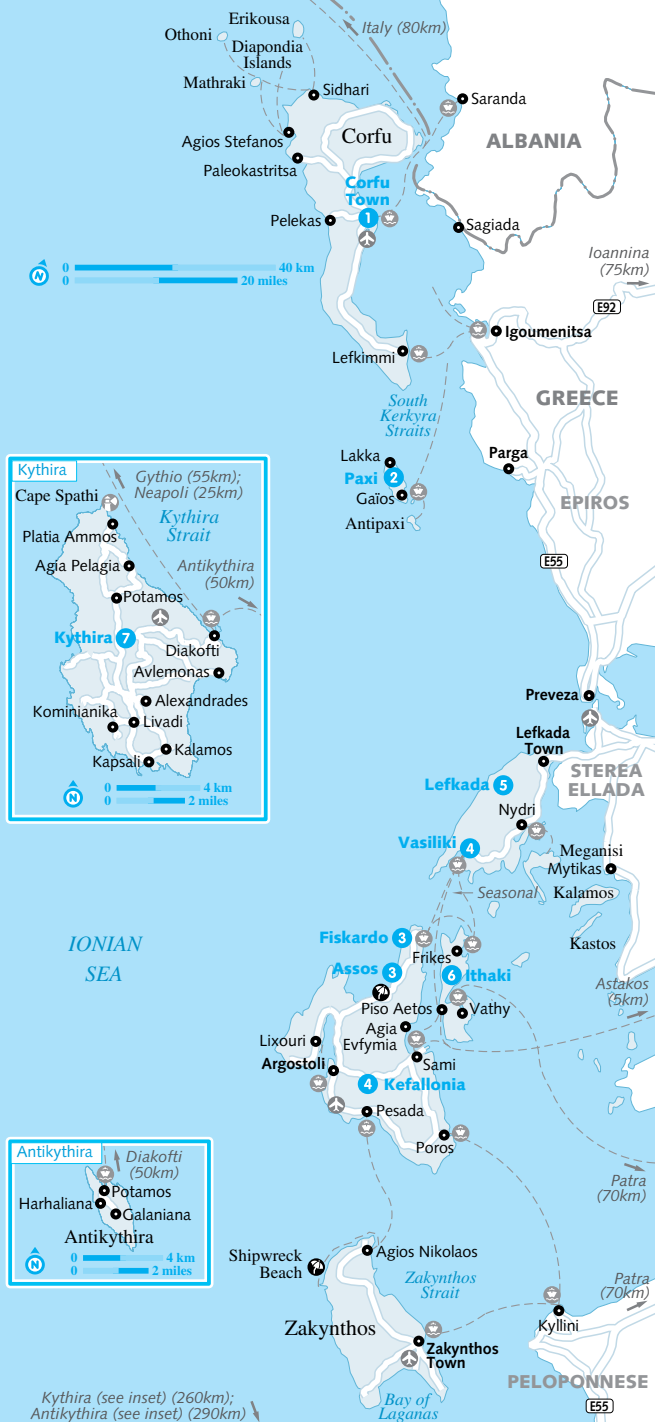 Erikousa
Othoni
Diapondia
Islands
Mathraki
Italy (80km)
Sidhari
Saranda
Corfu
ALBANIA
Agios Stefanos
Paleokastritsa
Corfu
Town
1
Pelekas
Sagiada
Ioannina
(75km)
N
0 40 km
0 20 miles
E92
Igoumenitsa
Lefkimmi
GREECE
South
Kerkyra
Straits
Lakka
Paxi 2
Gaïos
Antipaxi
Parga
EPIROS
E55
Kythira
Gythio (55km);
Neapoli (25km)
Cape Spathi
Kythira
Strait
Platia Ammos
Agia Pelagia
Antikythira
(50km)
Potamos
Kythira 7
Diakofti
Avlemonas
Alexandrades
Kominianika
Livadi
Kalamos
Kapsali
N
0 4 km
0 2 miles
Preveza
Lefkada
Town
STEREA
ELLADA
Lefkada 5
Nydri
Vasiliki 4
Meganisi
Mytikas
Seasonal
Kalamos
Kastos
IONIAN
SEA
Fiskardo 3
Frikes
Assos 3
6 Ithaki
Astakos
(5km)
Piso Aetos
Vathy
Agia
Evfymia
Lixouri
Sami
Argostoli
4 Kefallonia
Pesada
Poros
Patra
(70km)
Antikythira
Diakofti
(50km)
Potamos
Harhaliana
Galaniana
Antikythira
N
0 4 km
0 2 miles
Shipwreck
Beach
Agios Nikolaos
Zakynthos
Strait
Patra
(70km)
Kyllini
Zakynthos
Zakynthos
Town
PELOPONNESE
Bay of
Laganas
E55
Kythira (see inset) (260km);
Antikythira (see inset) (290km)